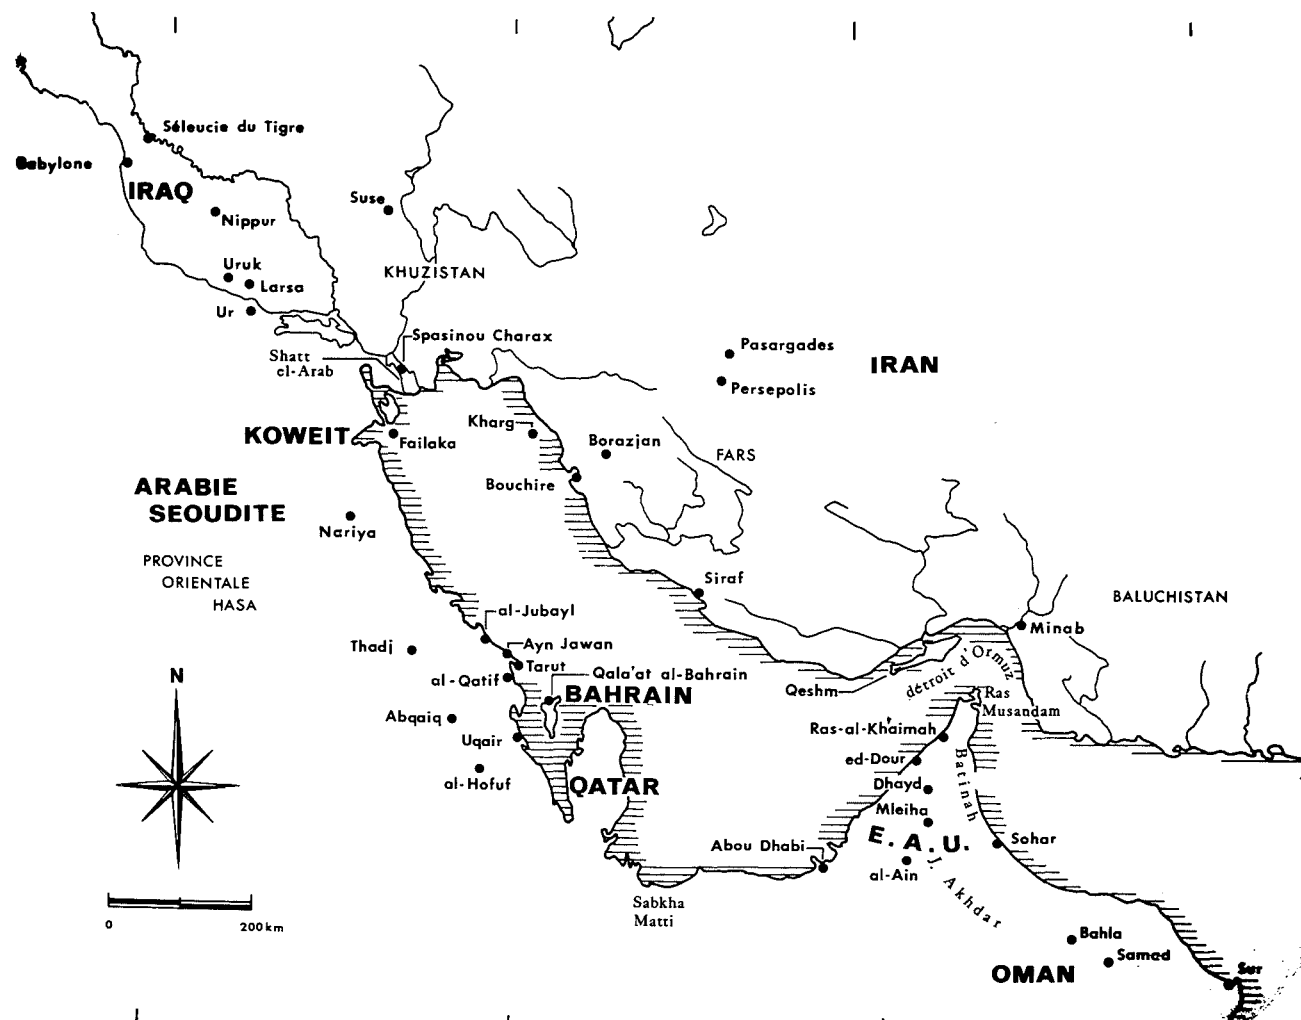 Séleucie du Tigre
Babylone
IRAQ
Suse
Nippur
Uruk
KHUZISTAN
Larsa
Ur
Spasinou Charax
Shatt
el-Arab
Pasargades
IRAN
Persepolis
Kharg
KOWEIT
Failaka
Borazjan
FARS
Bouchire
ARABIE
SEOUDITE
Nariya
PROVINCE
ORIENTALE
HASA
Siraf
BALUCHISTAN
al-Jubayl
Minab
Thadj
Ayn Jawan
Tarut
détroit d'Ormuz
N
al-Qatif
Qala'at al-Bahrain
BAHRAIN
Qeshm
Ras
Musandam
Abqaiq
Uqair
Ras-al-Khaimah
ed-Dour
Batinah
al-Hofuf
QATAR
Dhayd
Mleiha
E.A.U.
Sohar
Abou Dhabi
al-Ain
J. Akhdar
Sabkha
Matti
0 200km
Bahla
Samad
OMAN
Sur